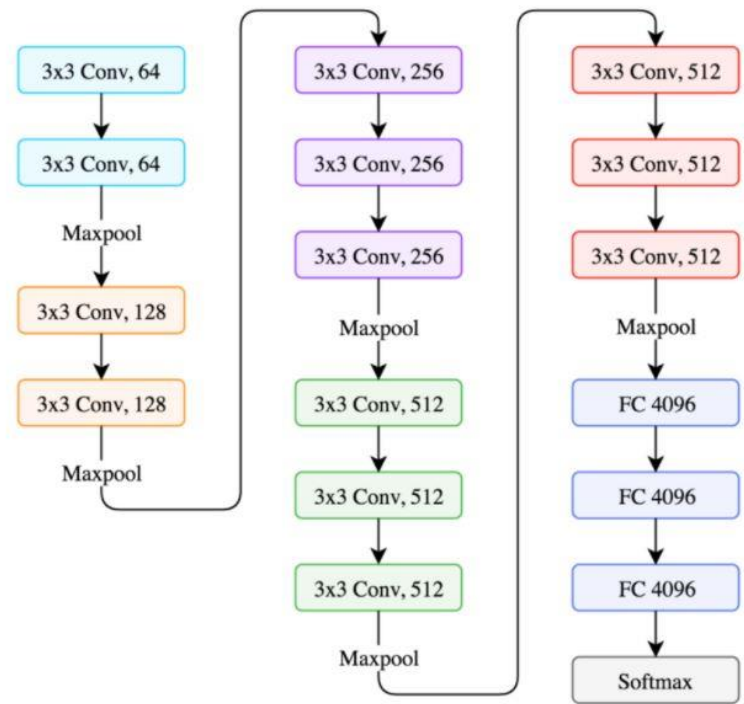 3x3 Conv, 64
3x3 Conv, 64
Maxpool
3x3 Conv, 128
3x3 Conv, 128
Maxpool
3x3 Conv, 256
3x3 Conv, 256
3x3 Conv, 256
Maxpool
3x3 Conv, 512
3x3 Conv, 512
3x3 Conv, 512
Maxpool
3x3 Conv, 512
3x3 Conv, 512
3x3 Conv, 512
Maxpool
FC 4096
FC 4096
FC 4096
Softmax